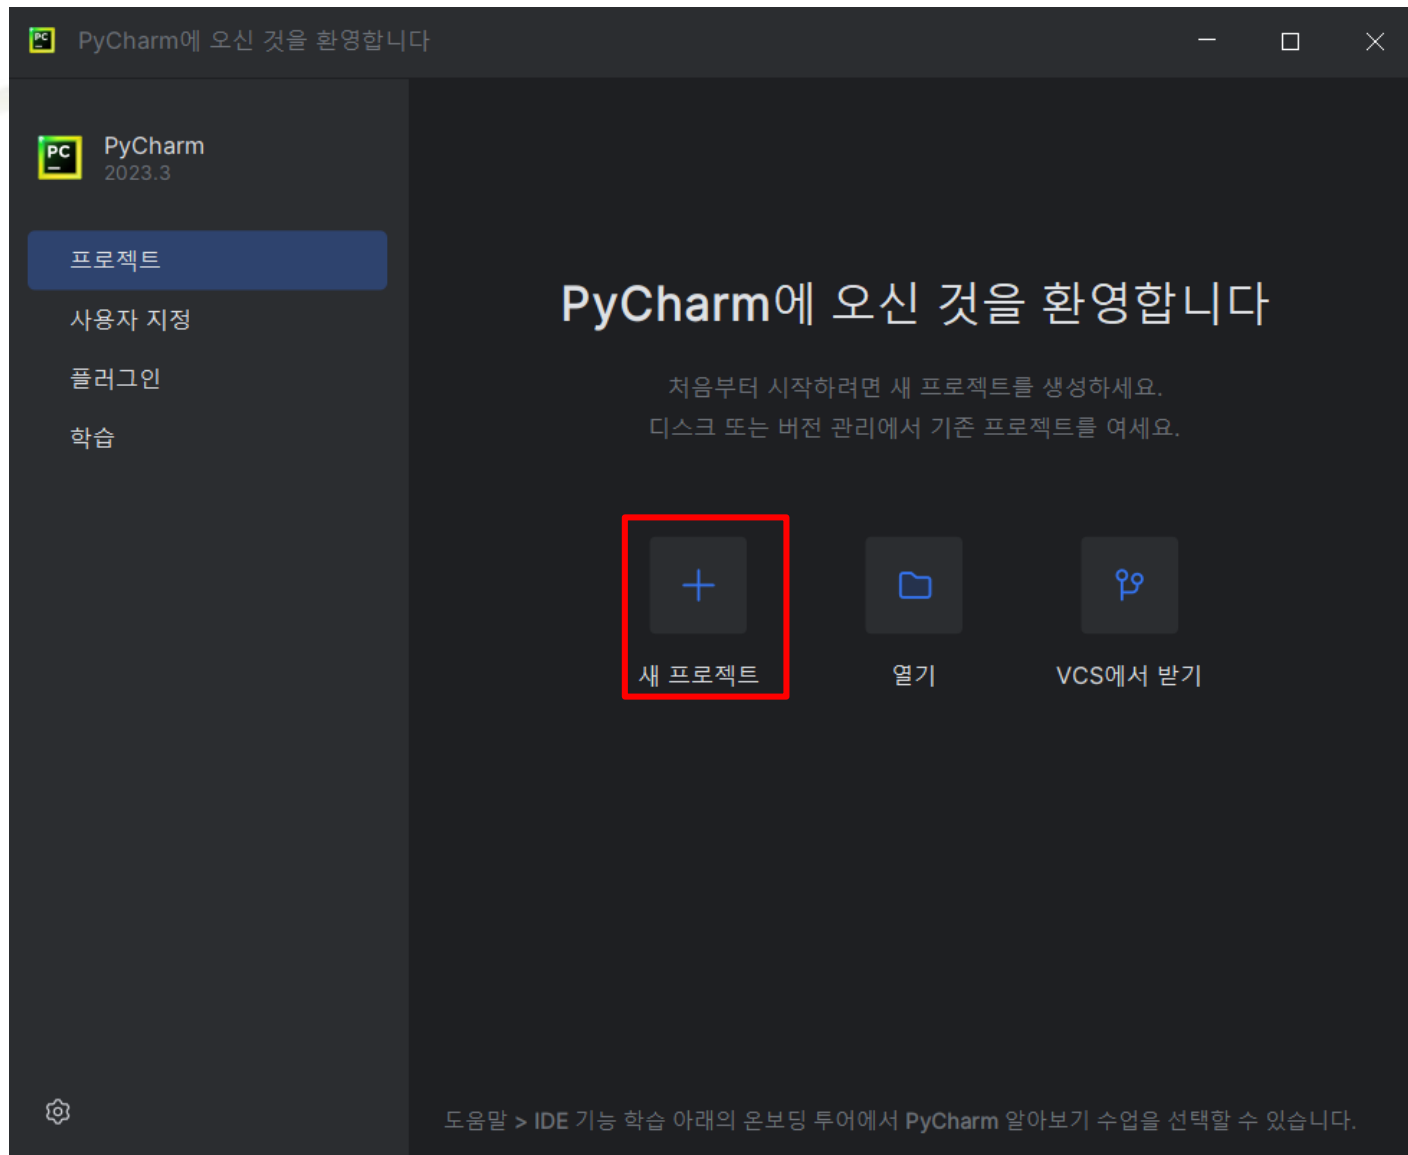 PyCharm에 오신 것을 환영합니다
PyCharm
2023.3
프로젝트
사용자 지정
플러그인
학습
PyCharm에 오신 것을 환영합니다
처음부터 시작하려면 새 프로젝트를 생성하세요.
디스크 또는 버전 관리에서 기존 프로젝트를 여세요.
새 프로젝트
열기
VCS에서 받기
도움말 > IDE 기능 학습 아래의 온보딩 투어에서 PyCharm 알아보기 수업을 선택할 수 있습니다.